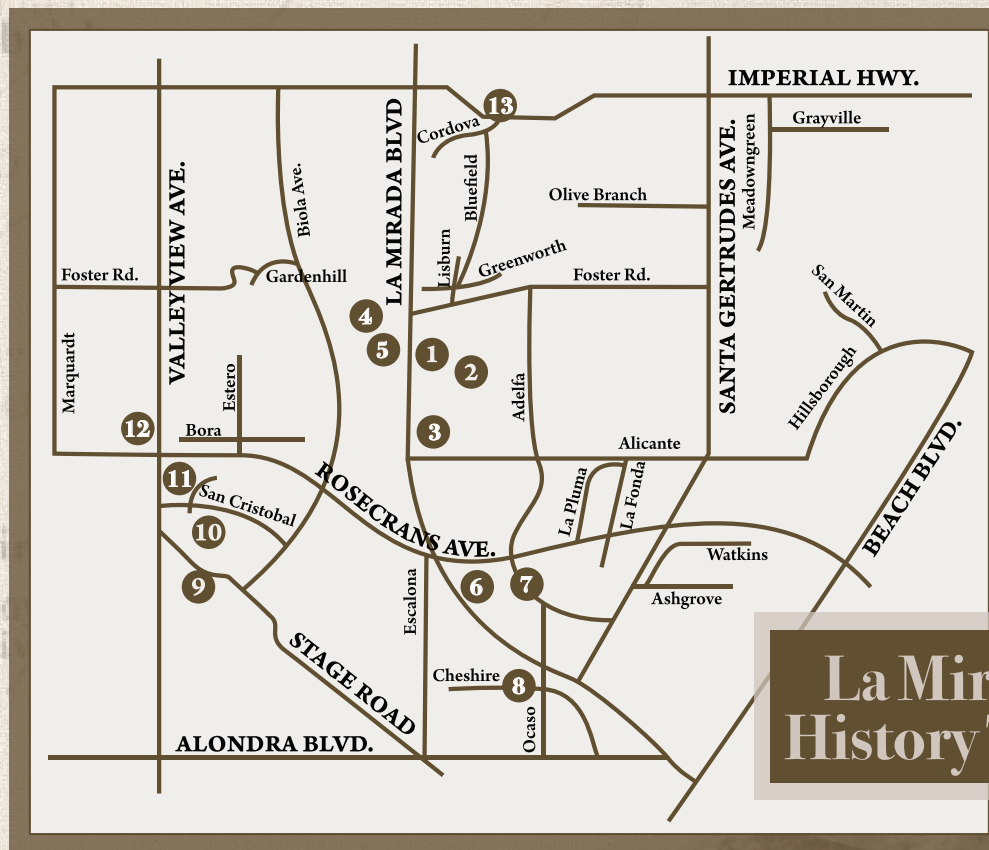 IMPERIAL HWY.
13
Cordova
Grayville
LA MIRADA BLVD
Meadowgreen
SANTA GERTRUDES AVE.
VALLEY VIEW AVE.
Biola Ave.
Bluefield
Olive Branch
Lisburn
Greenworth
Foster Rd.
Gardenhill
Foster Rd.
San Martin
4
5
1
2
Marquardt
Estero
Adelfa
Hillsborough
12
Bora
3
Alicante
BEACH BLVD.
11
San Cristobal
ROSECRANS AVE.
La Pluma
La Fonda
10
Watkins
9
6
7
Escalona
Ashgrove
STAGE ROAD
Cheshire
8
Ocaso
ALONDRA BLVD.
La Mir
History